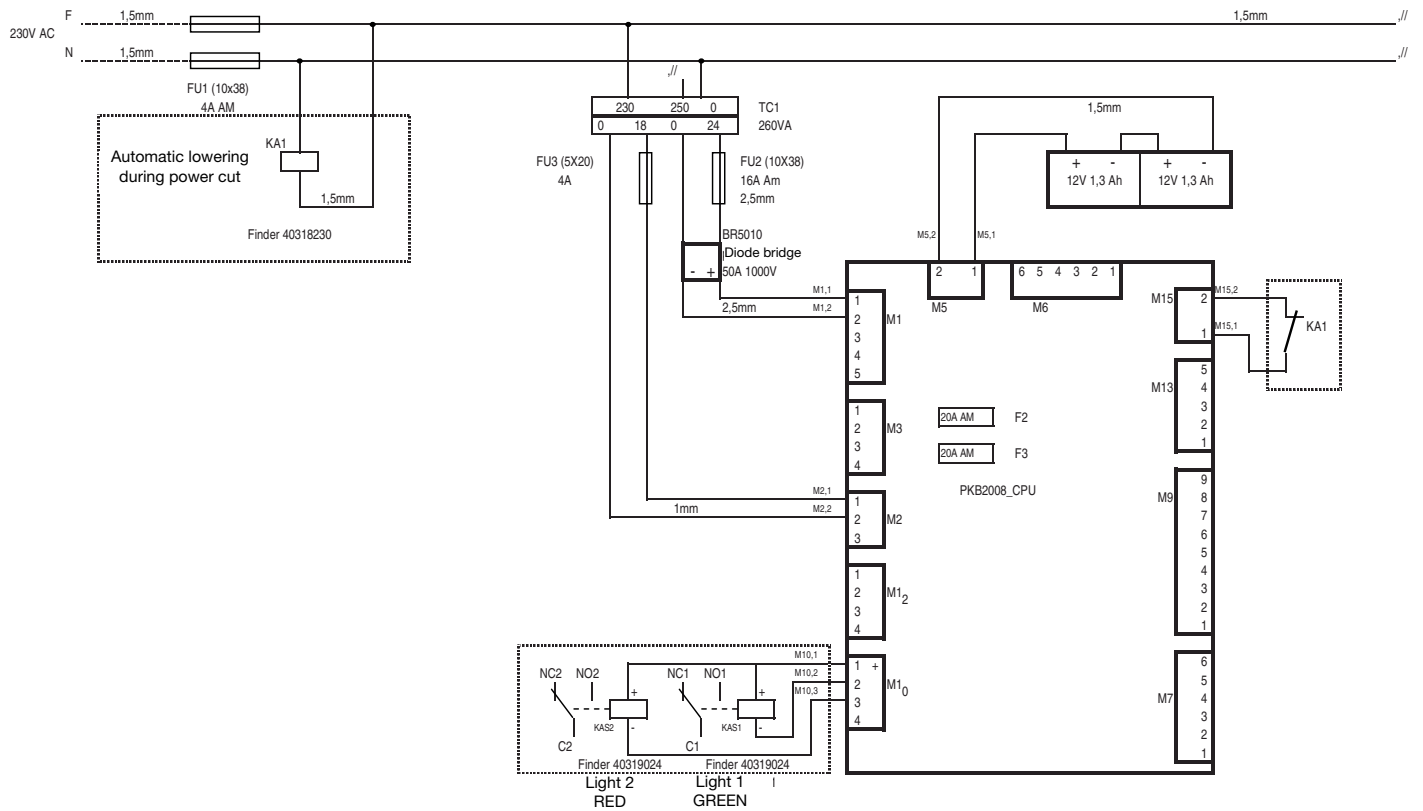 F 1,5mm 1,5mm ,//
230V AC
N 1,5mm ,//
FU1 (10x38)
4A AM
,//
230 250 0 TC1
0 18 0 24 260VA
KA1
Automatic lowering
during power cut
1,5mm
Finder 40318230
FU3 (5X20)
4A
FU2 (10X38)
16A Am
2,5mm
BR5010
Diode bridge
- + 50A 1000V
1,5mm
+ - + -
12V 1,3 Ah 12V 1,3 Ah
M5,2 M5,1
2 1
M5
6 5 4 3 2 1
M6
M1,1
M1,2
2,5mm
1
2
3
4
5
M1
1
2
3
4
M3
M2,1
M2,2
1mm
1
2
3
M2
1
2
3
4
M12
M10,1
M10,2
M10,3
1 +
2
3
4
M10
20A AM F2
20A AM F3
PKB2008_CPU
M15 2 M15,2
1 M15,1
KA1
5
4
3
2
1
M13
9
8
7
6
5
4
3
2
1
M9
6
5
4
3
2
1
M7
NC2 NO2 + NC1 NO1 +
KAS2 - KAS1 -
C2 C1
Finder 40319024 Finder 40319024
Light 2 Light 1
RED GREEN